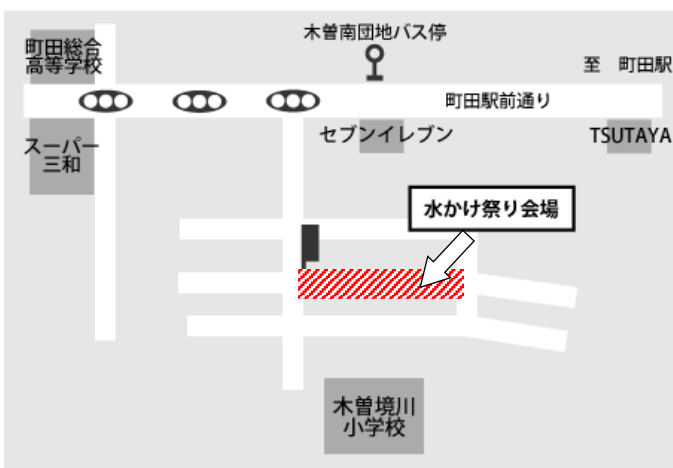 木曽南団地バス停
町田総合
高等学校
至 町田駅
町田駅前通り
スーパー
三和
セブンイレブン
TSUTAYA
水かけ祭り会場
木曽境川
小学校